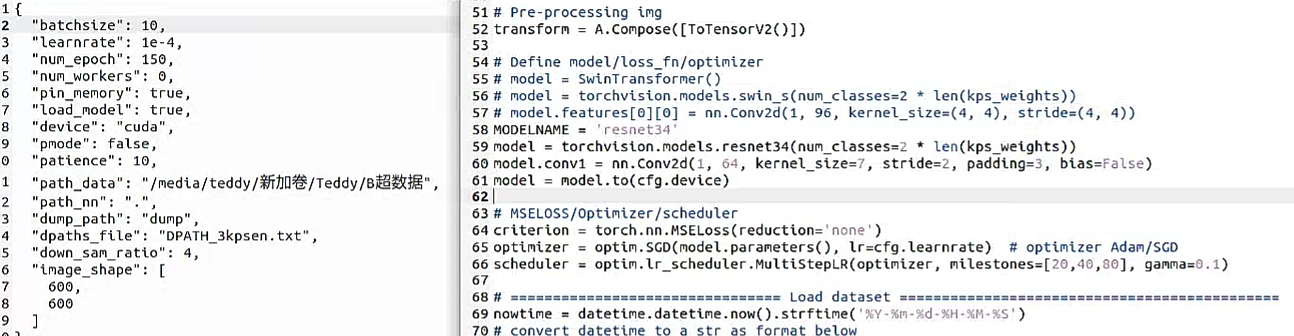 1 {
2 "batchsize": 10,
3 "learnrate": 1e-4,
4 "num_epoch": 150,
5 "num_workers": 0,
6 "pin_memory": true,
7 "load_model": true,
8 "device": "cuda",
9 "pmode": false,
0 "patience": 10,
1 "path_data": "/media/teddy/新加卷/Teddy/B超数据",
2 "path_nn": ".",
3 "dump_path": "dump",
4 "dpaths_file": "DPATH_3kpsen.txt",
5 "down_sam_ratio": 4,
6 "image_shape": [
7 600,
8 600
9 ]
51 # Pre-processing img
52 transform = A.Compose([ToTensorV2()])
53
54 # Define model/loss_fn/optimizer
55 # model = SwinTransformer()
56 # model = torchvision.models.swin_s(num_classes=2 * len(kps_weights))
57 # model.features[0][0] = nn.Conv2d(1, 96, kernel_size=(4, 4), stride=(4, 4))
58 MODELNAME = 'resnet34'
59 model = torchvision.models.resnet34(num_classes=2 * len(kps_weights))
60 model.conv1 = nn.Conv2d(1, 64, kernel_size=7, stride=2, padding=3, bias=False)
61 model = model.to(cfg.device)
62
63 # MSELOSS/Optimizer/scheduler
64 criterion = torch.nn.MSELoss(reduction='none')
65 optimizer = optim.SGD(model.parameters(), lr=cfg.learnrate) # optimizer Adam/SGD
66 scheduler = optim.lr_scheduler.MultiStepLR(optimizer, milestones=[20,40,80], gamma=0.1)
67
68 # ================================ Load dataset =============================================
69 nowtime = datetime.datetime.now().strftime('%Y-%m-%d-%H-%M-%S')
70 # convert datetime to a str as format below